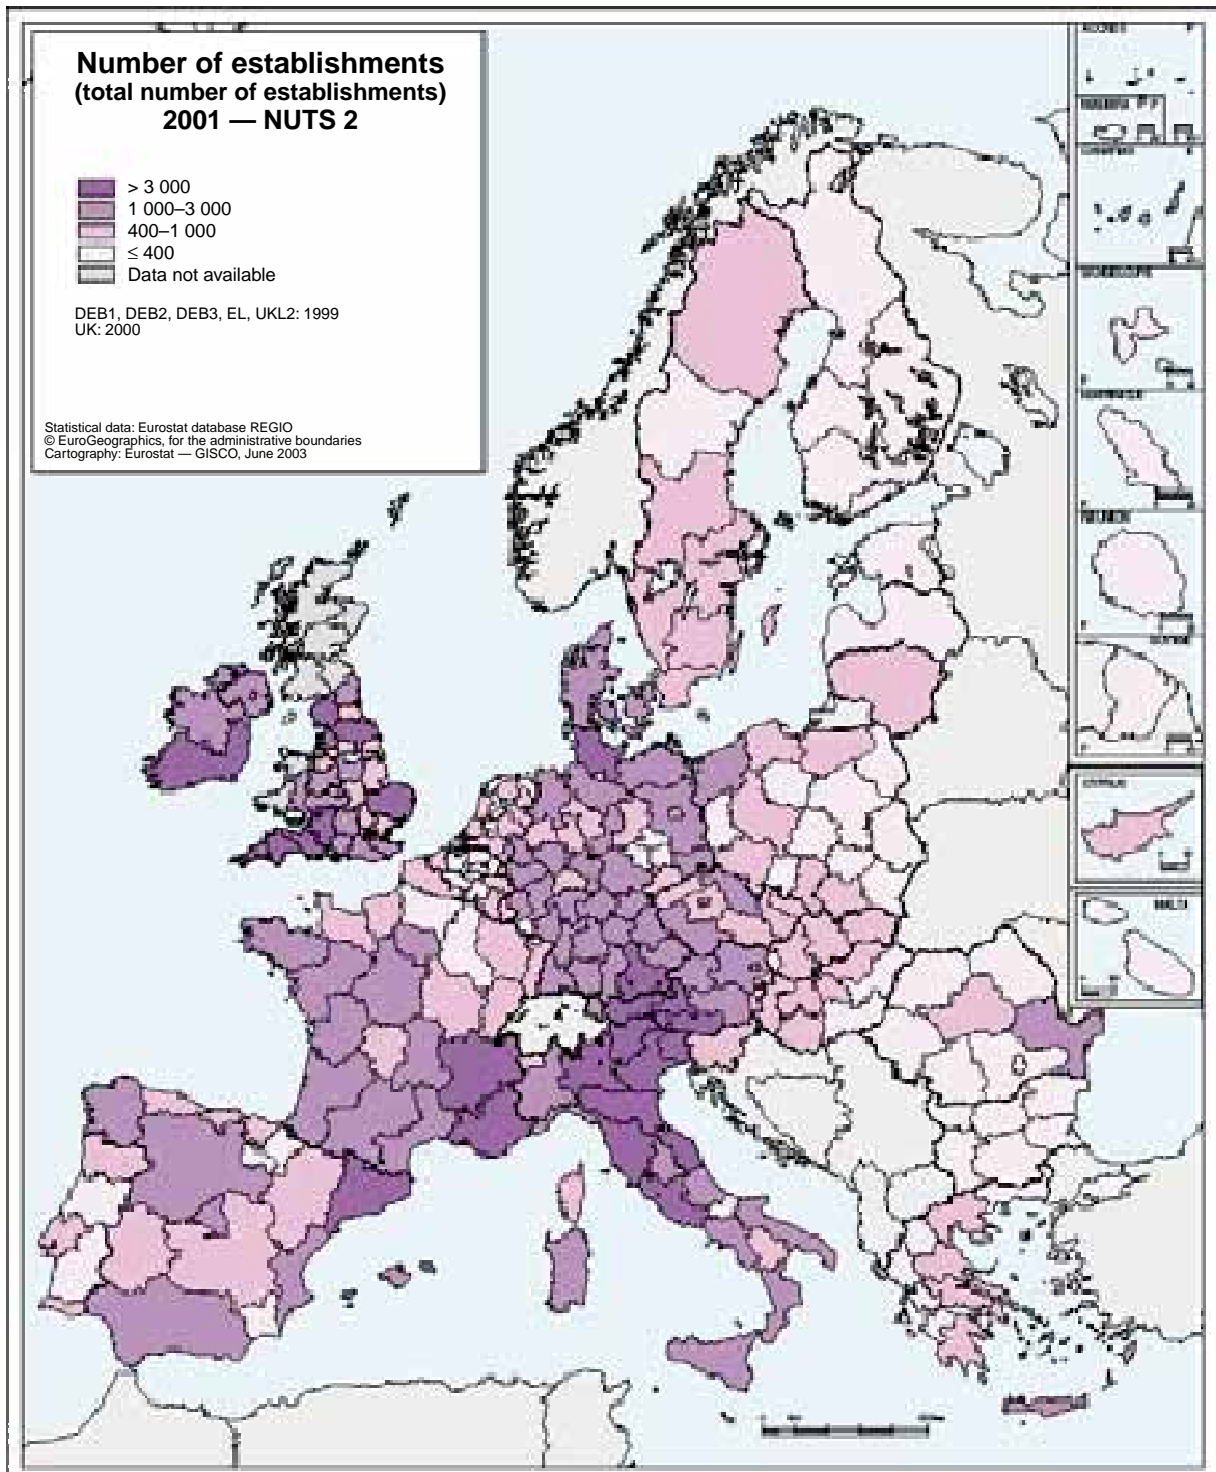 Number of establishments
(total number of establishments)
2001 — NUTS 2
> 3 000
1 000–3 000
400–1 000
≤ 400
Data not available
DEB1, DEB2, DEB3, EL, UKL2: 1999
UK: 2000
Statistical data: Eurostat database REGIO
© EuroGeographics, for the administrative boundaries
Cartography: Eurostat — GISCO, June 2003